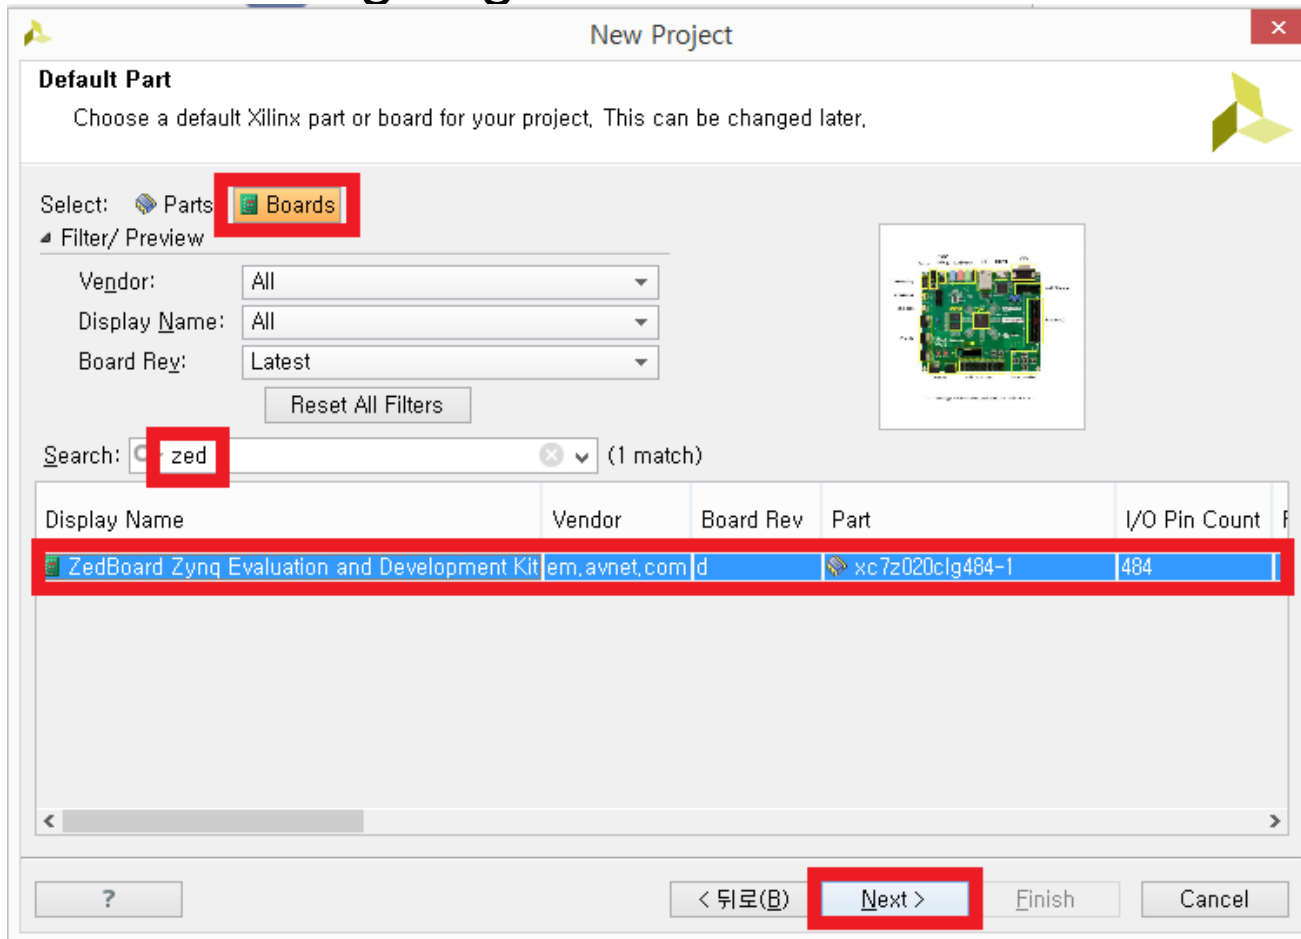 New Project
Default Part
Choose a default Xilinx part or board for your project, This can be changed later,
Select: Parts Boards
Filter/ Preview
Vendor: All
Display Name: All
Board Rev: Latest
Reset All Filters
Search: zed (1 match)
Display Name Vendor Board Rev Part I/O Pin Count
ZedBoard Zynq Evaluation and Development Kit em,avnet,com d xc7z020clg484-1 484
? < 뒤로(B) Next > Finish Cancel